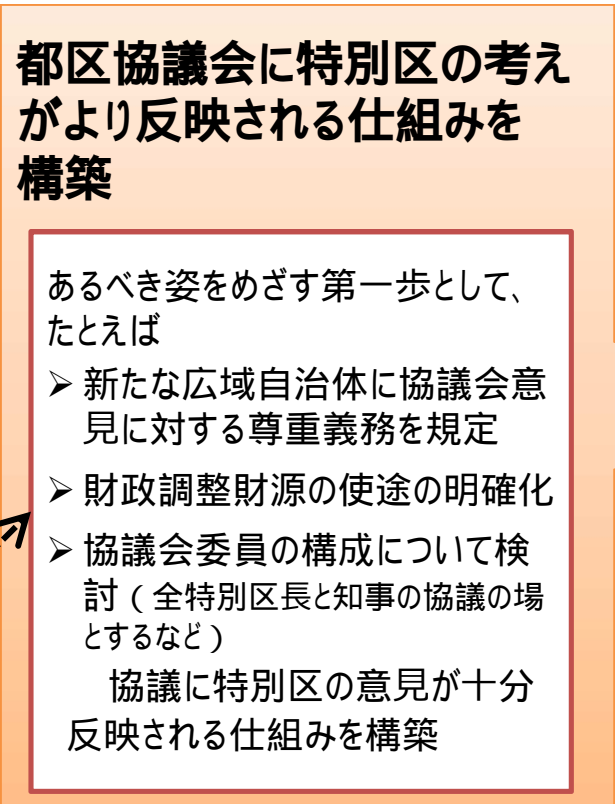 都区協議会に特別区の考え
がより反映される仕組みを
構築
あるべき姿をめざす第一歩として、
たとえば
➢ 新たな広域自治体に協議会意
見に対する尊重義務を規定
➢ 財政調整財源の使途の明確化
➢ 協議会委員の構成について検
討（全特別区長と知事の協議の場
とするなど）
協議に特別区の意見が十分
反映される仕組みを構築